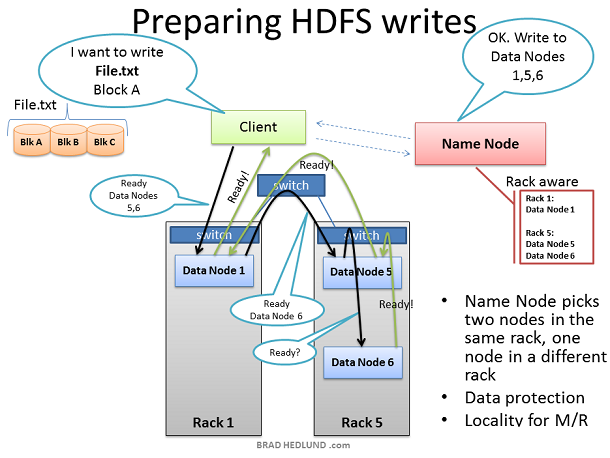 Preparing HDFS writes
I want to write
File.txt
Block A
OK. Write to
Data Nodes
1,5,6
File.txt
Blk A
Blk B
Blk C
Client
Name Node
Ready!
Ready!
switch
Rack aware
Rack 1:
Data Node 1
Rack 5:
Data Node 5
Data Node 6
Ready
Data Nodes
5,6
switch
switch
Data Node 1
Data Node 5
Ready
Data Node 6
Ready!
Ready?
Data Node 6
Rack 1
Rack 5
• Name Node picks
two nodes in the
same rack, one
node in a different
rack
• Data protection
• Locality for M/R
BRAD HEDLUND .com